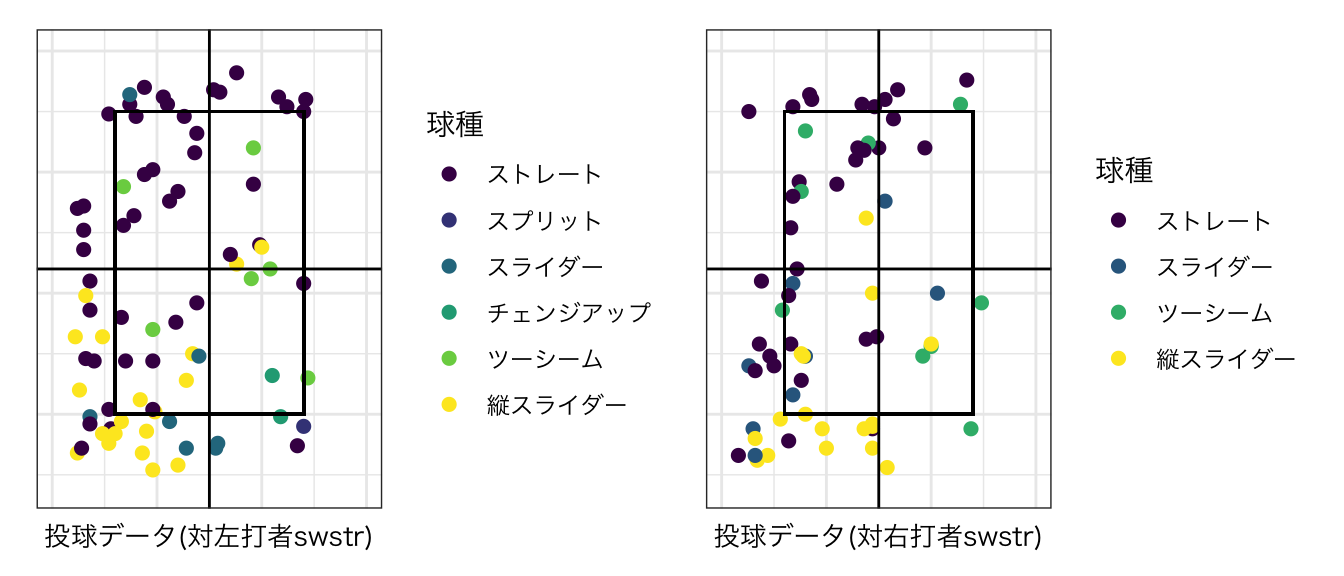 球種
ストレート
スプリット
スライダー
チェンジアップ
ツーシーム
縦スライダー
投球データ(対左打者swstr)
球種
ストレート
スライダー
ツーシーム
縦スライダー
投球データ(対右打者swstr)